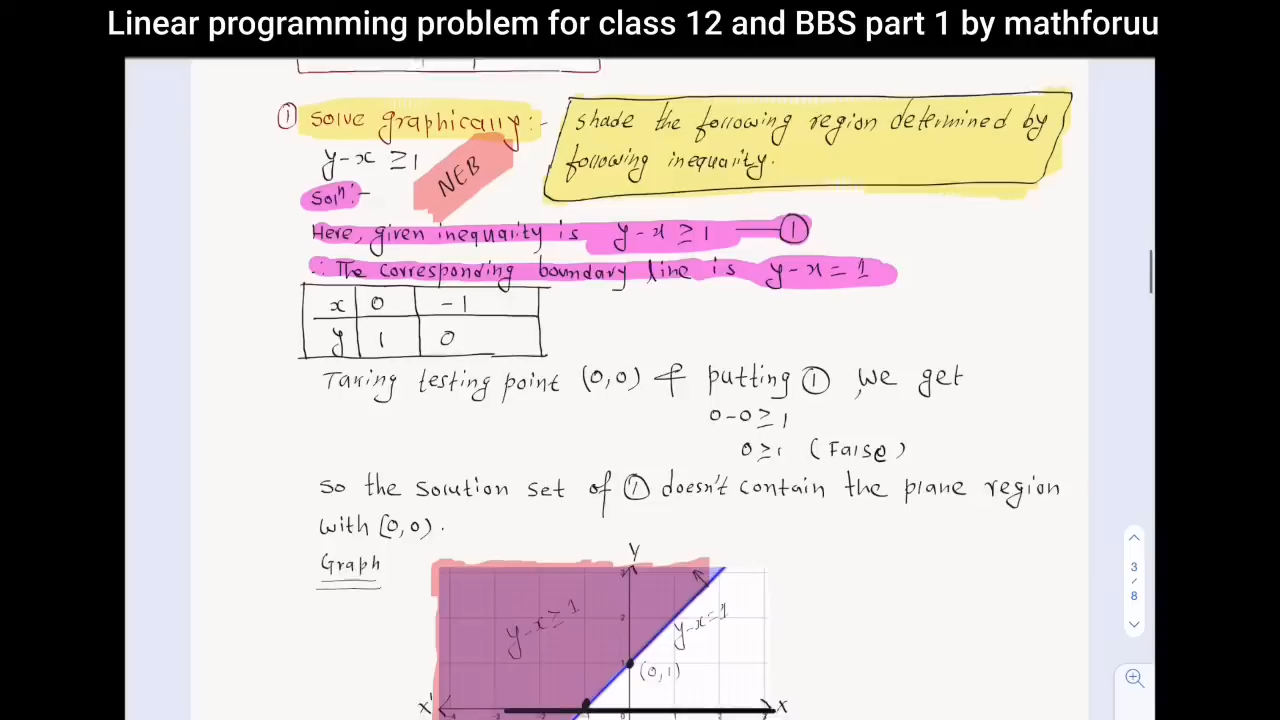 Linear programming problem for class 12 and BBS part 1 by mathforuu
① solve graphically:-
shade the following region determined by
following inequality.
y-x ≥ 1
NEB
Solⁿ:-
Here, given inequality is y-x ≥ 1 —①
∴ The corresponding boundary line is y-x = 1
x 0 -1
y 1 0
Taking testing point (0,0) & putting ①, we get
0-0 ≥ 1
0 ≥ 1 (False)
So the solution set of ① doesn't contain the plane region
with (0,0).
Graph
Y
y-x ≥ 1
y-x=1
2
1
(0,1)
X' X
3
/
8